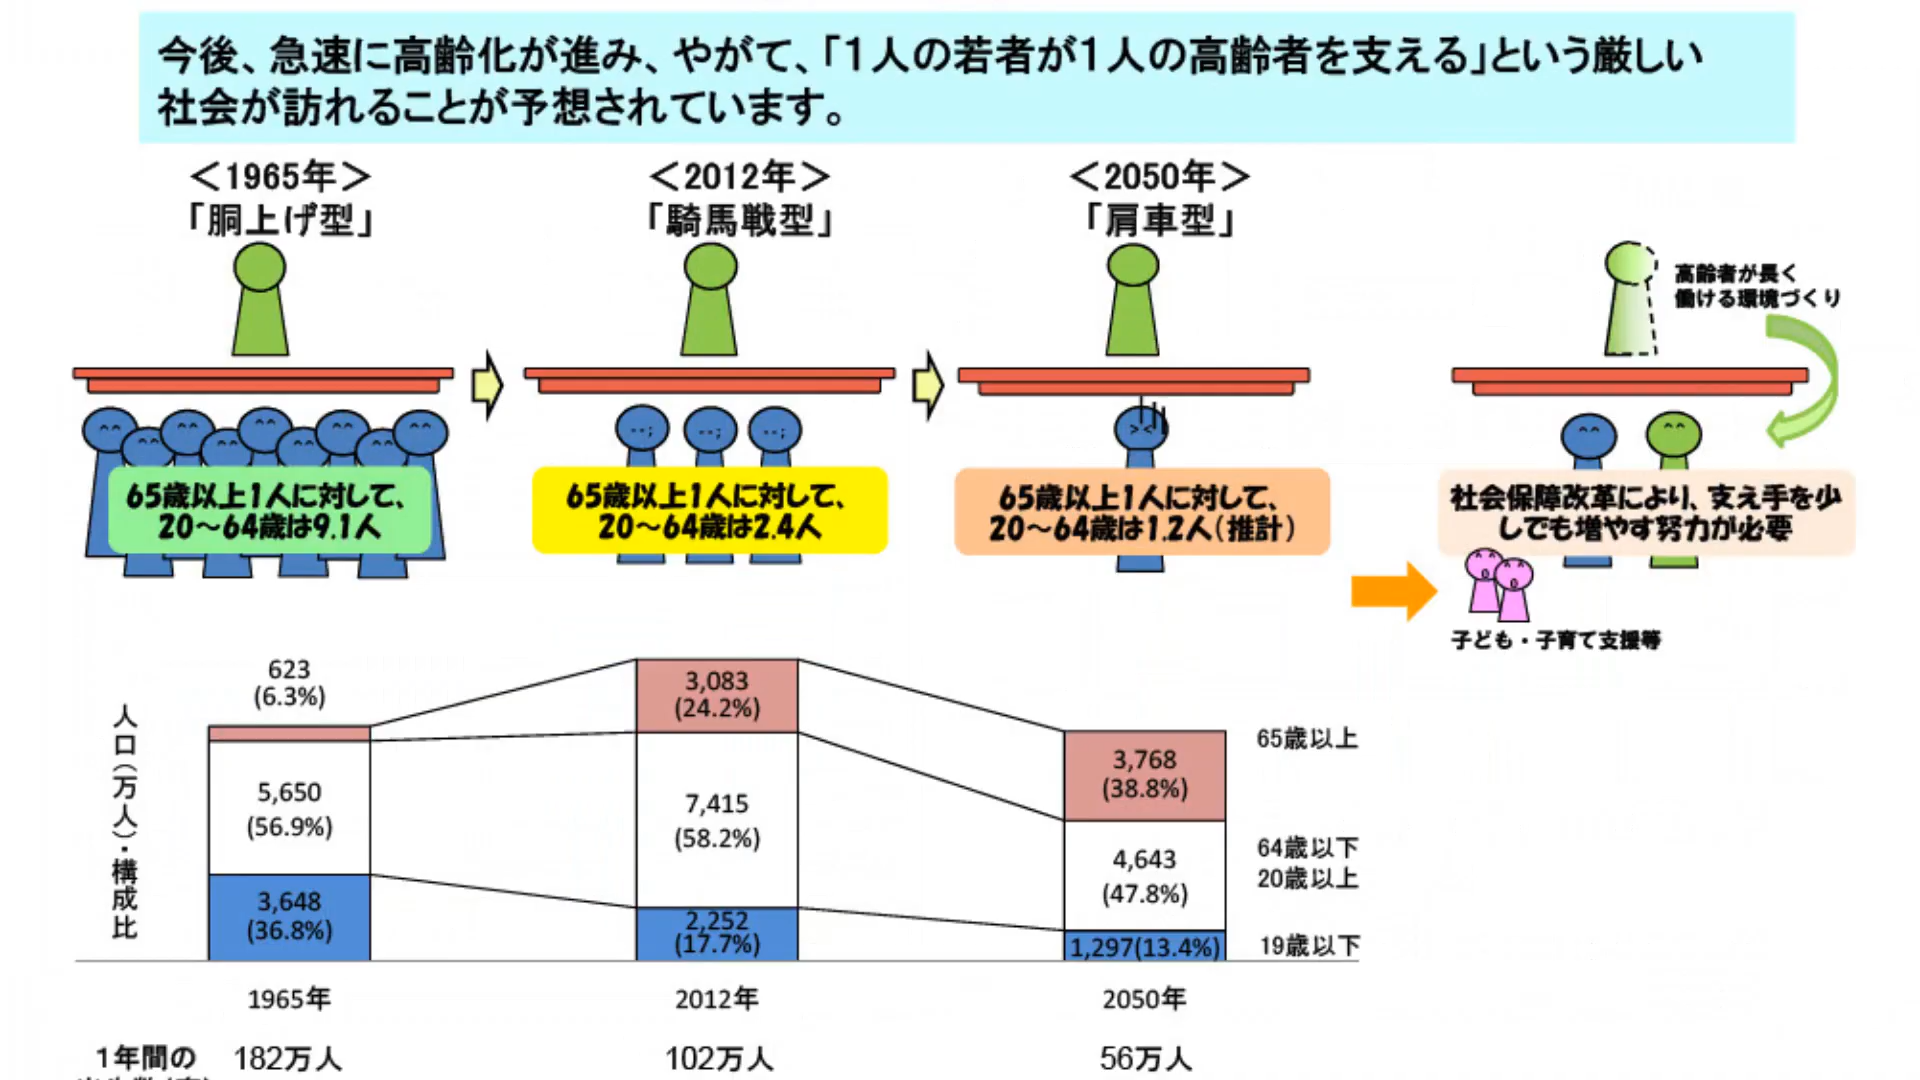 今後、急速に高齢化が進み、やがて、「1人の若者が1人の高齢者を支える」という厳しい
社会が訪れることが予想されています。
＜1965年＞
「胴上げ型」
＜2012年＞
「騎馬戦型」
＜2050年＞
「肩車型」
高齢者が長く
働ける環境づくり
65歳以上1人に対して、
20～64歳は9.1人
65歳以上1人に対して、
20～64歳は2.4人
65歳以上1人に対して、
20～64歳は1.2人（推計）
社会保障改革により、支え手を少
しでも増やす努力が必要
子ども・子育て支援等
人口（万人）・構成比
623
(6.3%)
5,650
(56.9%)
3,648
(36.8%)
3,083
(24.2%)
7,415
(58.2%)
2,252
(17.7%)
3,768
(38.8%)
4,643
(47.8%)
1,297(13.4%)
65歳以上
64歳以下
20歳以上
19歳以下
1965年
2012年
2050年
1年間の
182万人
102万人
56万人